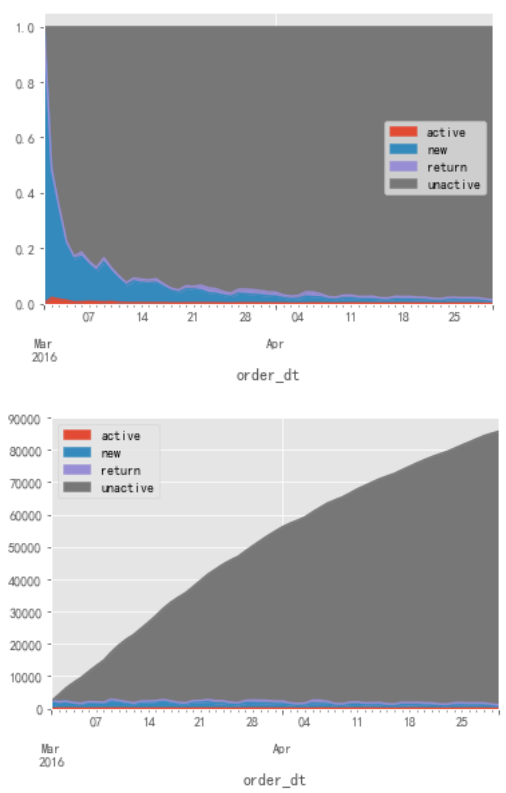 1.0
0.8
0.6
0.4
0.2
0.0
active
new
return
unactive
07 14 21 28 04 11 18 25
Mar Apr
2016
order_dt
90000
80000
70000
60000
50000
40000
30000
20000
10000
0
active
new
return
unactive
07 14 21 28 04 11 18 25
Mar Apr
2016
order_dt